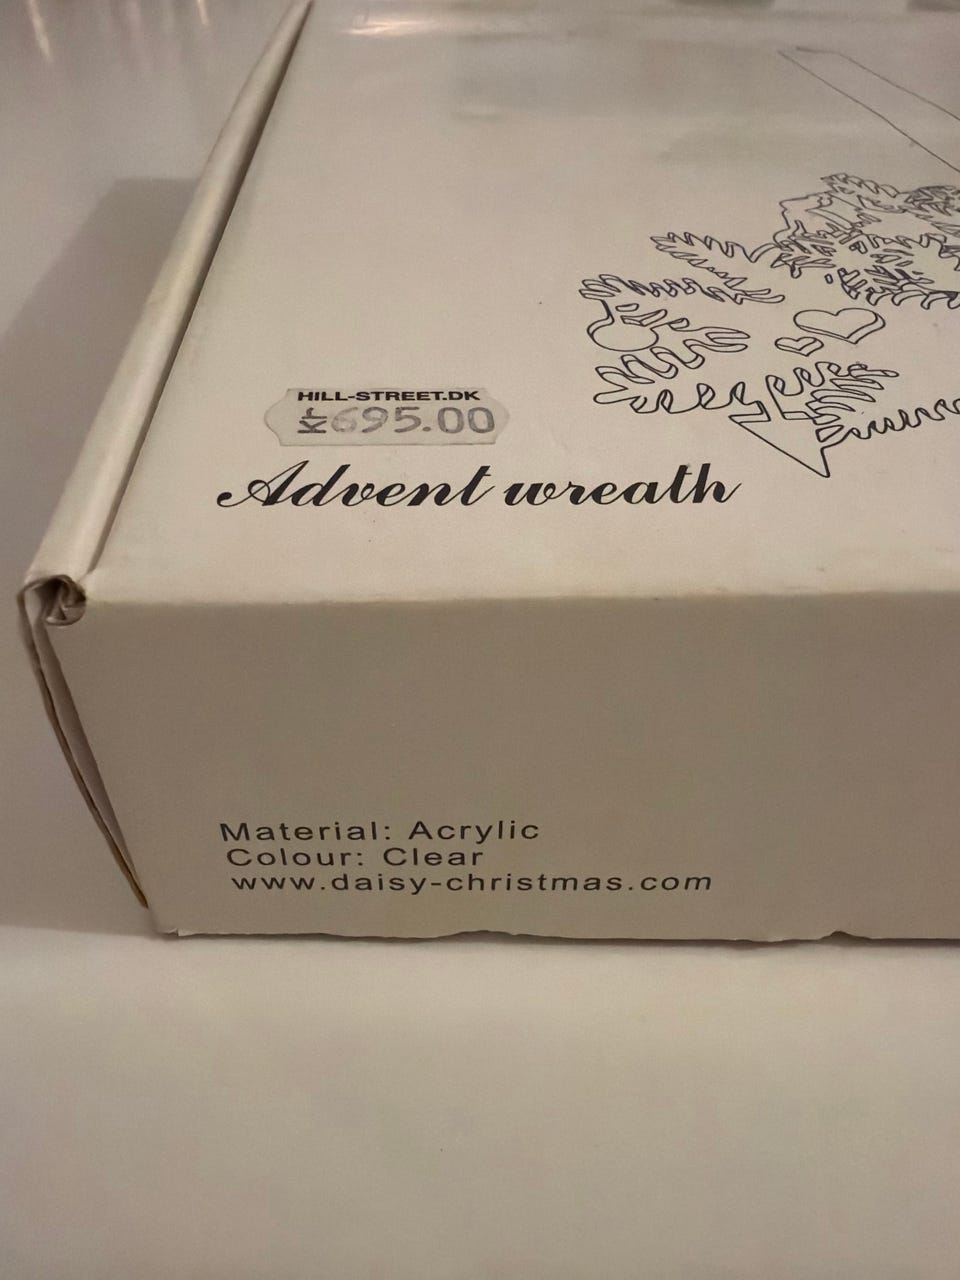 HILL-STREET.DK
Kr 695.00
Advent wreath
Material: Acrylic
Colour: Clear
www.daisy-christmas.com